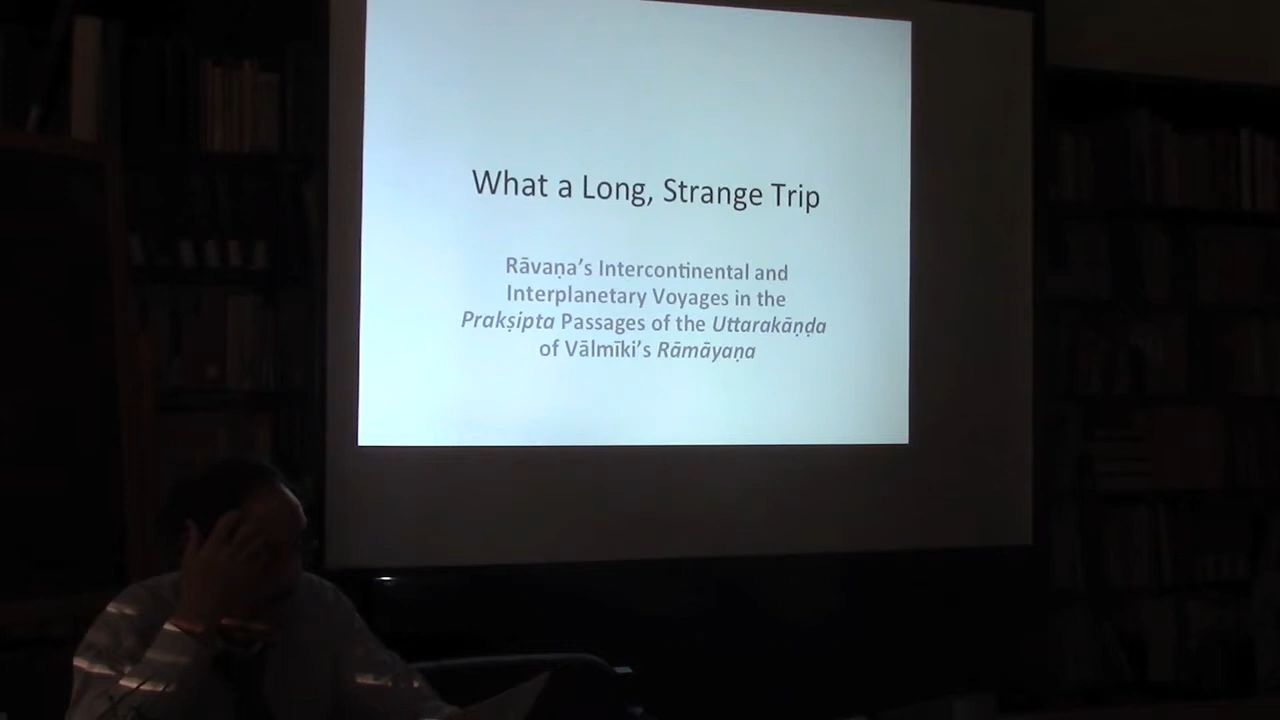 What a Long, Strange Trip
Rāvaṇa’s Intercontinental and
Interplanetary Voyages in the
Prakṣipta Passages of the Uttarakāṇḍa
of Vālmīki’s Rāmāyaṇa